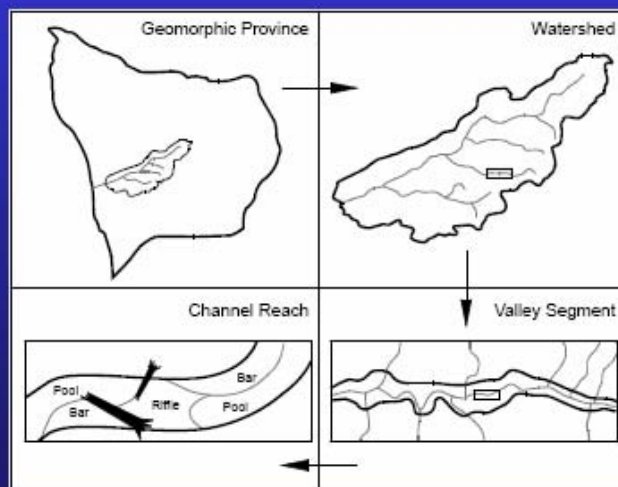 Geomorphic Province
Watershed
Channel Reach
Pool
Bar
Riffle
Bar
Pool
Valley Segment